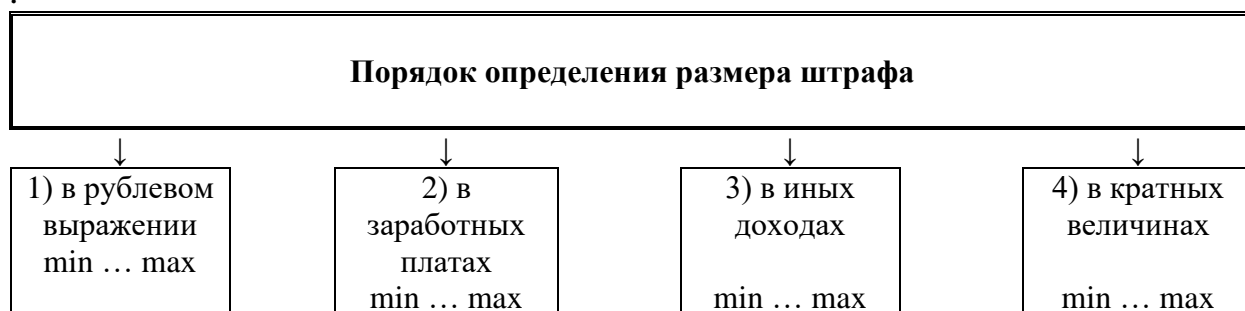 .
Порядок определения размера штрафа
↓ ↓ ↓ ↓
1) в рублевом
выражении
min … max
2) в
заработных
платах
min … max
3) в иных
доходах
min … max
4) в кратных
величинах
min … max